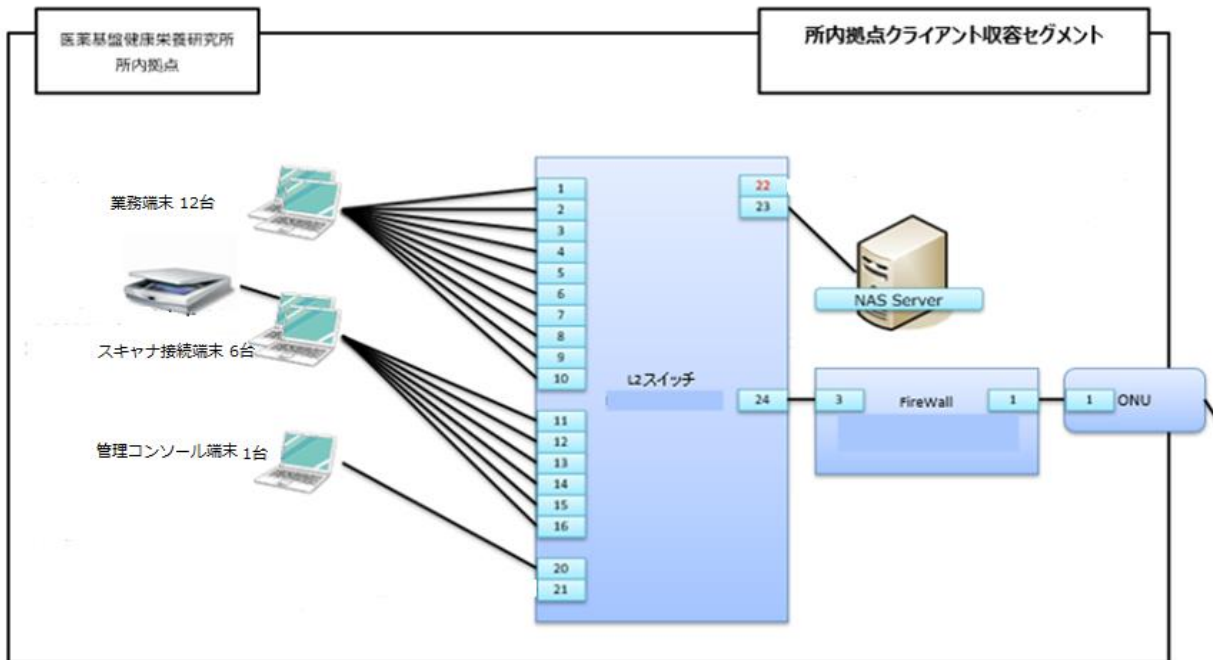 医薬基盤健康栄養研究所
所内拠点
所内拠点クライアント収容セグメント
業務端末 12台
スキャナ接続端末 6台
管理コンソール端末 1台
1
2
3
4
5
6
7
8
9
10
11
12
13
14
15
16
20
21
L2スイッチ
22
23
24
NAS Server
3
FireWall
1
1
ONU